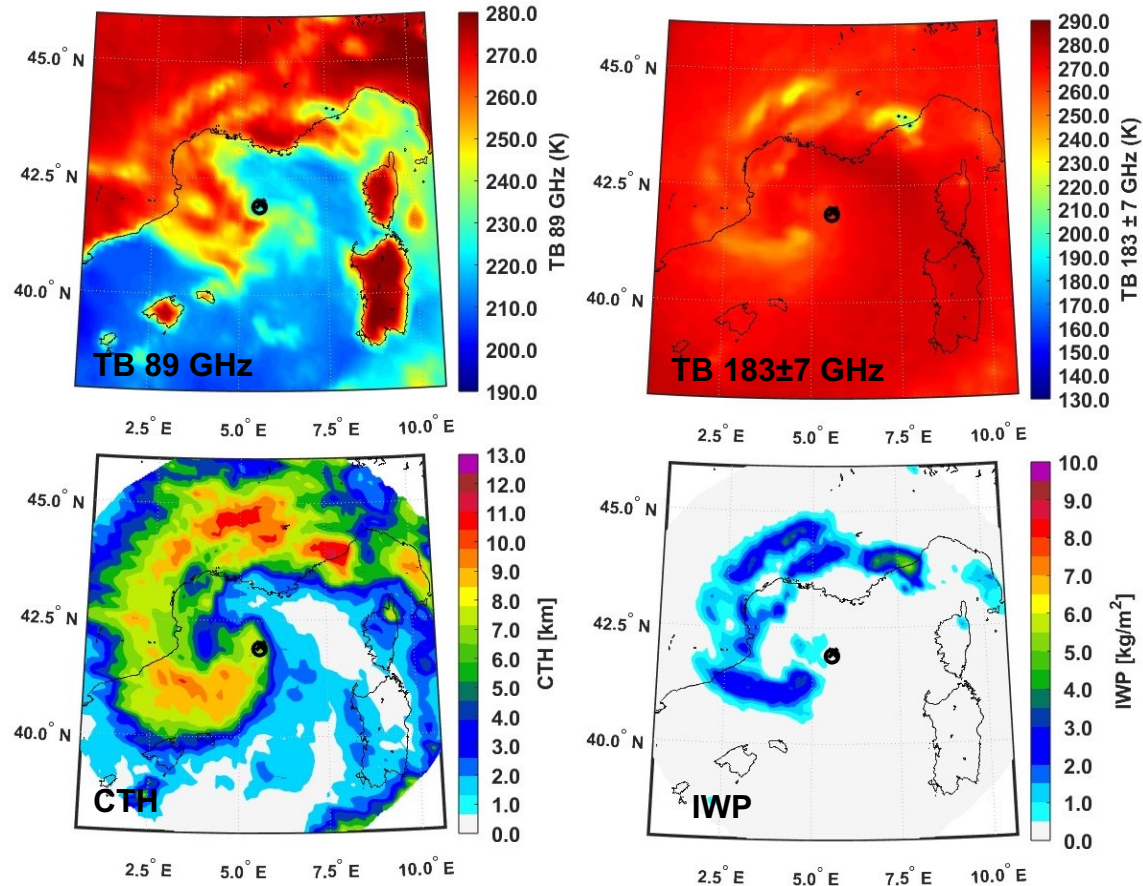 280.0
270.0
260.0
250.0
240.0
230.0
220.0
210.0
200.0
190.0
TB 89 GHz (K)
45.0° N
42.5° N
40.0° N
TB 89 GHz
2.5° E 5.0° E 7.5° E 10.0° E
290.0
280.0
270.0
260.0
250.0
240.0
230.0
220.0
210.0
200.0
190.0
180.0
170.0
160.0
150.0
140.0
130.0
TB 183 ± 7 GHz (K)
45.0° N
42.5° N
40.0° N
TB 183±7 GHz
2.5° E 5.0° E 7.5° E 10.0° E
13.0
12.0
11.0
10.0
9.0
8.0
7.0
6.0
5.0
4.0
3.0
2.0
1.0
0.0
CTH [km]
45.0° N
42.5° N
40.0° N
CTH
2.5° E 5.0° E 7.5° E 10.0° E
10.0
9.0
8.0
7.0
6.0
5.0
4.0
3.0
2.0
1.0
0.0
IWP [kg/m²]
45.0° N
42.5° N
40.0° N
IWP
2.5° E 5.0° E 7.5° E 10.0° E